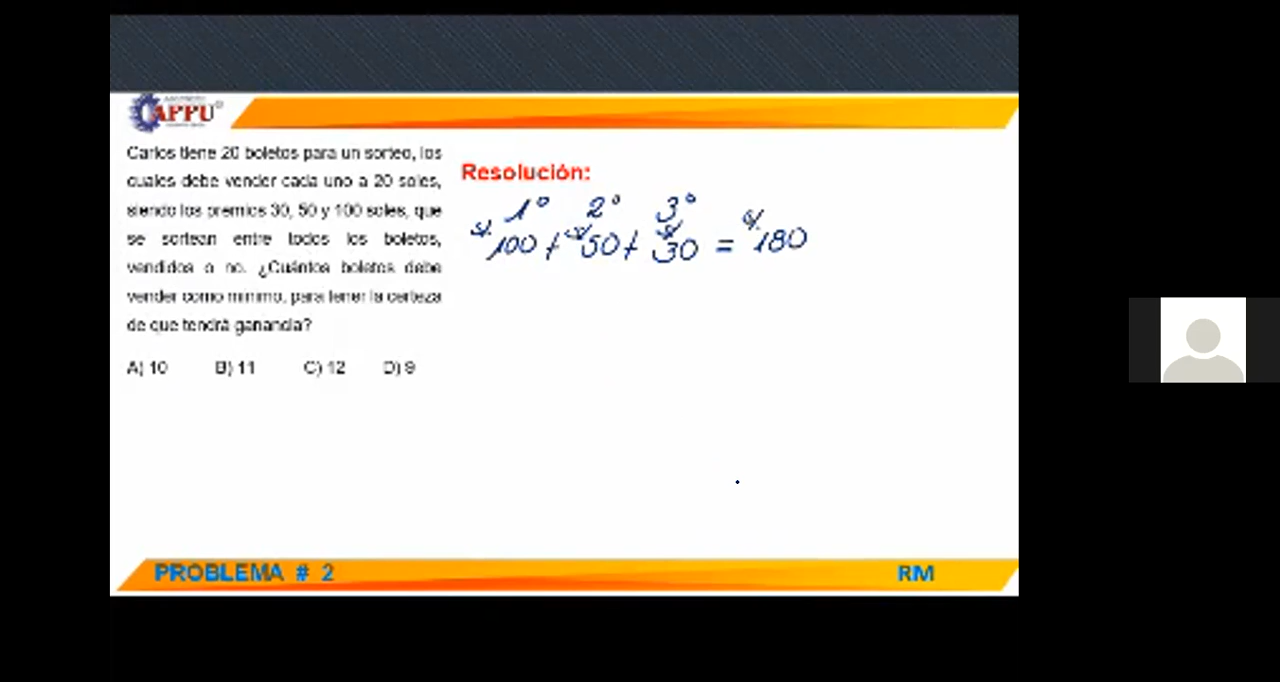 APPU
Carlos tiene 20 boletos para un sorteo, los
cuales debe vender cada uno a 20 soles,
siendo los premios 30, 50 y 100 soles, que
se sortean entre todos los boletos,
vendidos o no. ¿Cuántos boletos debe
vender como mínimo, para tener la certeza
de que tendrá ganancia?
A) 10 B) 11 C) 12 D) 9
Resolución:
1° 2° 3°
S/.100 + S/.50 + S/.30 = S/.180
PROBLEMA # 2
RM